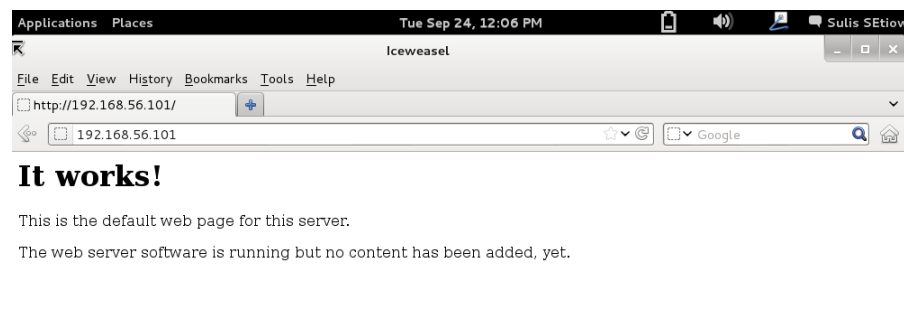 Applications Places Tue Sep 24, 12:06 PM Sulis SEtiow
Iceweasel
File Edit View History Bookmarks Tools Help
http://192.168.56.101/
192.168.56.101 Google
It works!
This is the default web page for this server.
The web server software is running but no content has been added, yet.